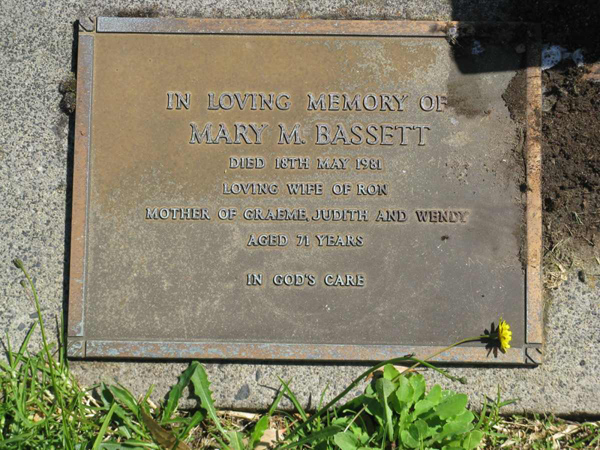 IN LOVING MEMORY OF
MARY M. BASSETT
DIED 18TH MAY 1981
LOVING WIFE OF RON
MOTHER OF GRAEME, JUDITH AND WENDY
AGED 71 YEARS
IN GOD'S CARE